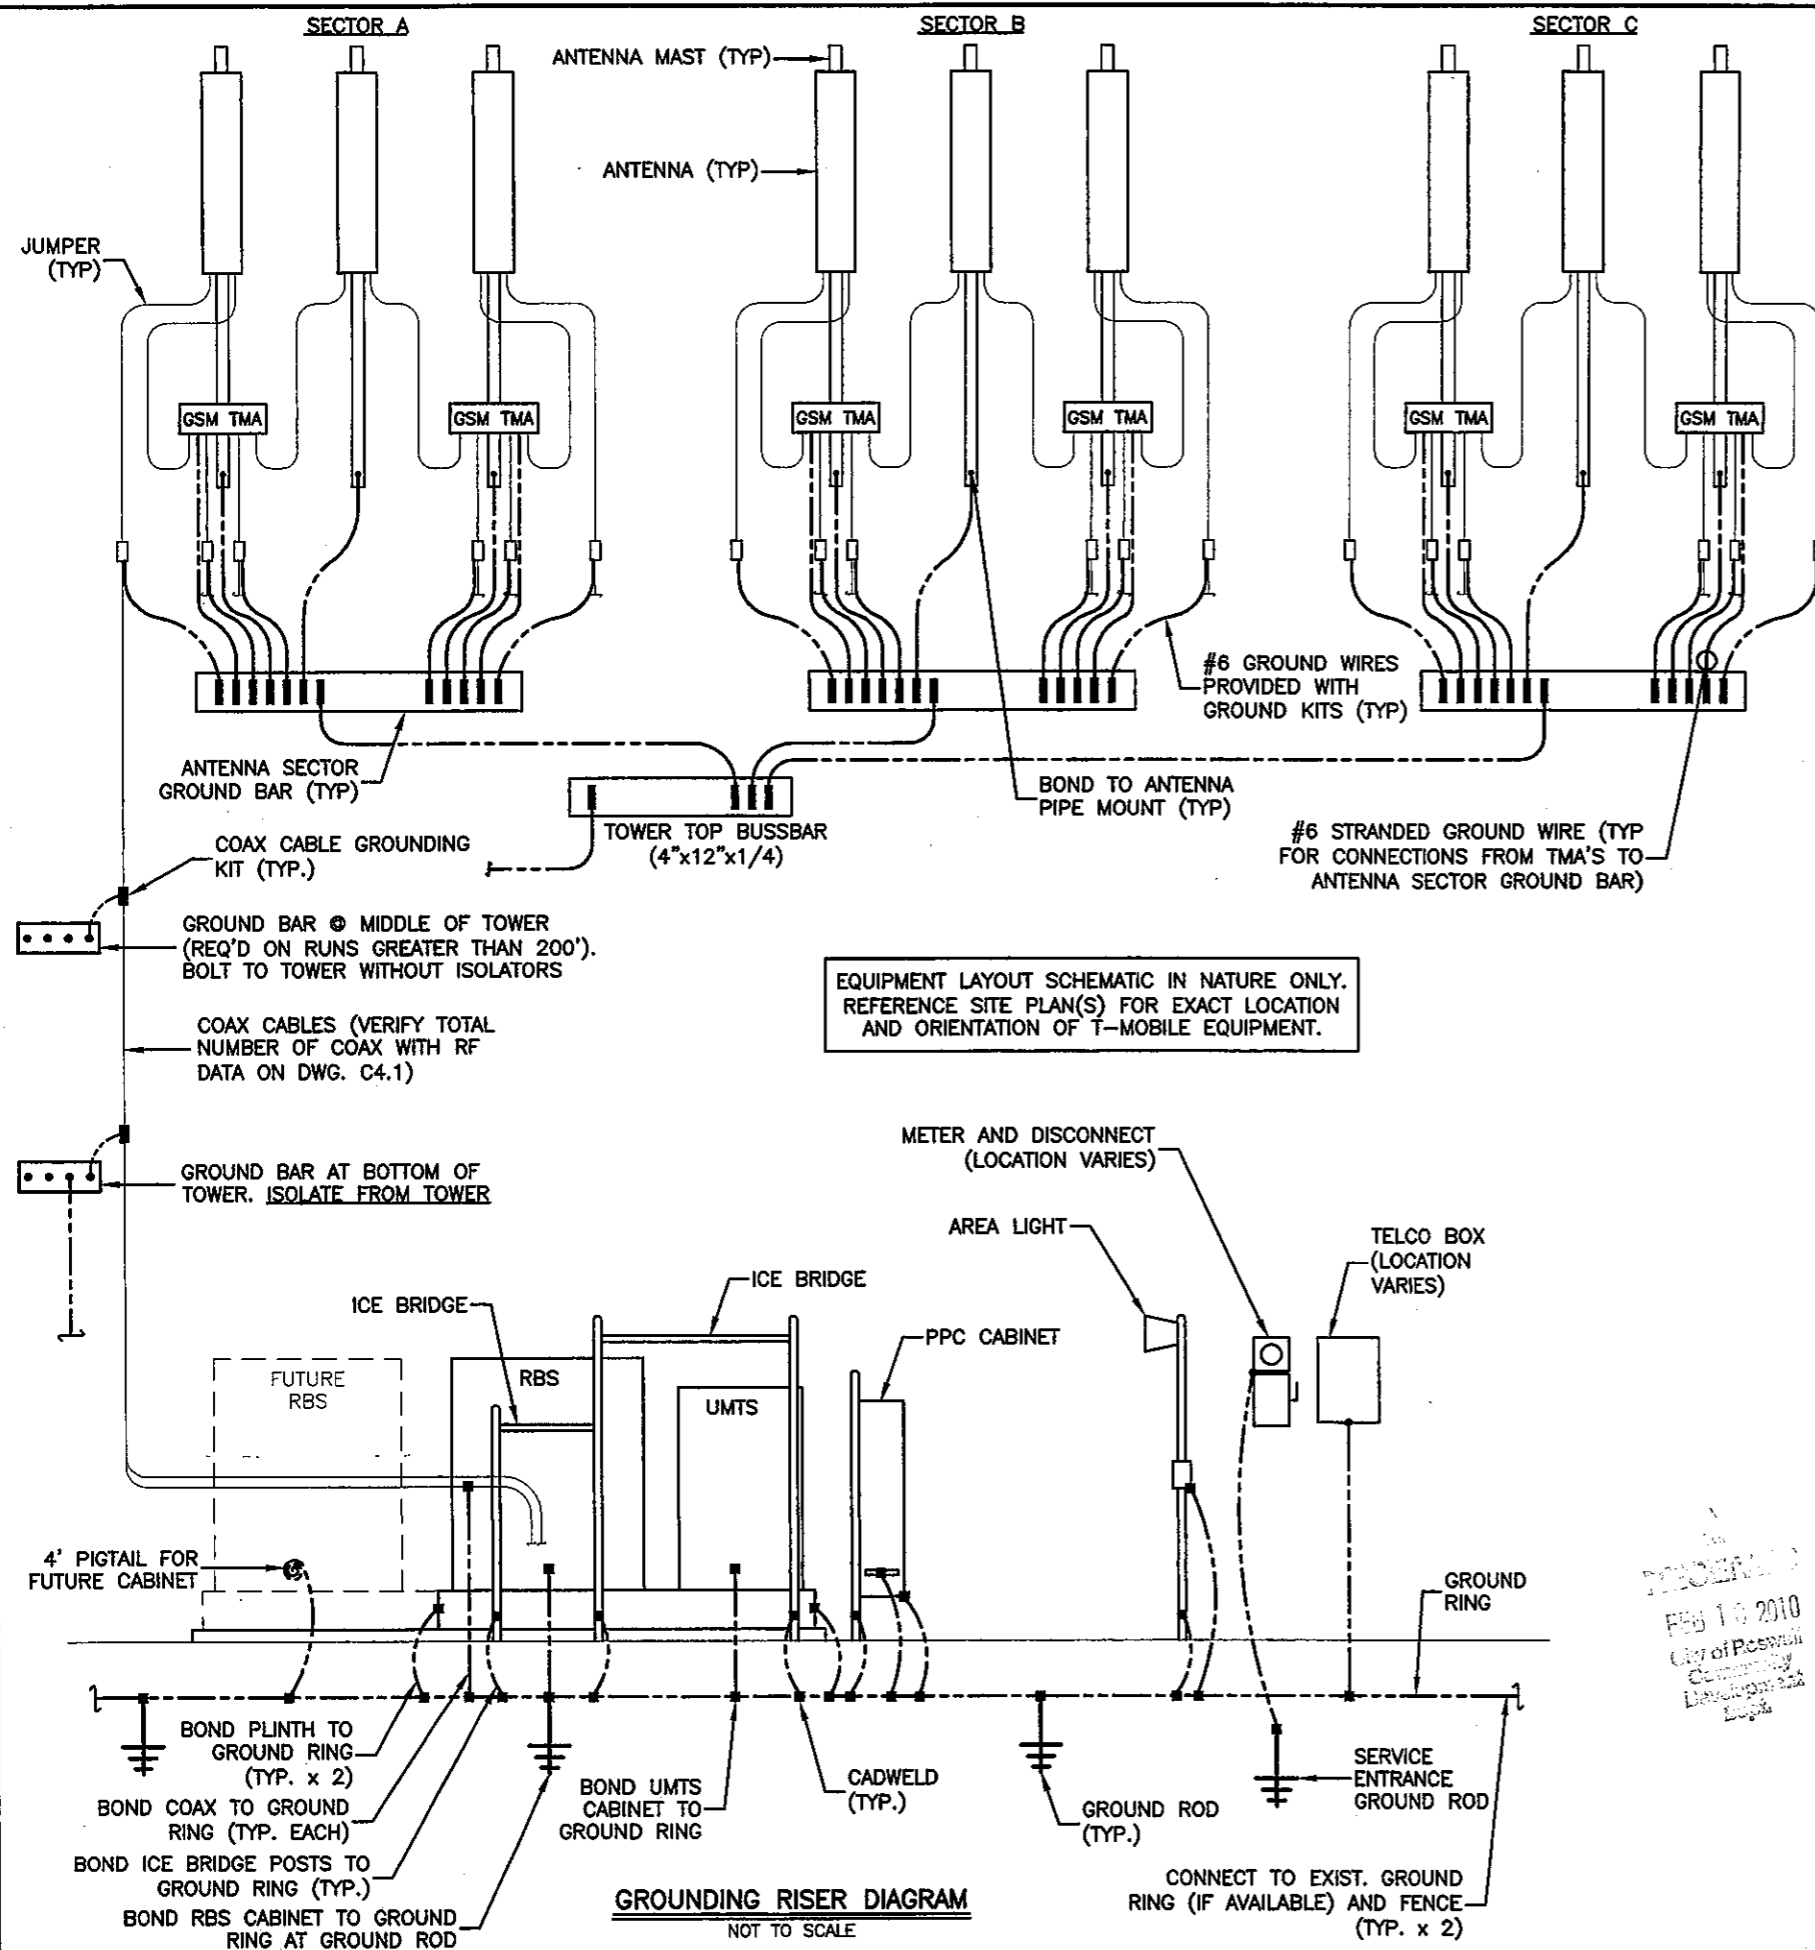 SECTOR A
SECTOR B
SECTOR C
ANTENNA MAST (TYP)
ANTENNA (TYP)
JUMPER
(TYP)
GSM TMA
GSM TMA
GSM TMA
GSM TMA
GSM TMA
GSM TMA
#6 GROUND WIRES
PROVIDED WITH
GROUND KITS (TYP)
ANTENNA SECTOR
GROUND BAR (TYP)
BOND TO ANTENNA
PIPE MOUNT (TYP)
TOWER TOP BUSSBAR
(4"x12"x1/4)
#6 STRANDED GROUND WIRE (TYP
FOR CONNECTIONS FROM TMA'S TO
ANTENNA SECTOR GROUND BAR)
COAX CABLE GROUNDING
KIT (TYP.)
GROUND BAR @ MIDDLE OF TOWER
(REQ'D ON RUNS GREATER THAN 200').
BOLT TO TOWER WITHOUT ISOLATORS
EQUIPMENT LAYOUT SCHEMATIC IN NATURE ONLY.
REFERENCE SITE PLAN(S) FOR EXACT LOCATION
AND ORIENTATION OF T-MOBILE EQUIPMENT.
COAX CABLES (VERIFY TOTAL
NUMBER OF COAX WITH RF
DATA ON DWG. C4.1)
METER AND DISCONNECT
(LOCATION VARIES)
GROUND BAR AT BOTTOM OF
TOWER. ISOLATE FROM TOWER
AREA LIGHT
TELCO BOX
(LOCATION
VARIES)
ICE BRIDGE
ICE BRIDGE
PPC CABINET
FUTURE
RBS
RBS
UMTS
4' PIGTAIL FOR
FUTURE CABINET
GROUND
RING
FEB 10 2010
City of Roswell
Community
Development
BOND PLINTH TO
GROUND RING
(TYP. x 2)
BOND COAX TO GROUND
RING (TYP. EACH)
BOND ICE BRIDGE POSTS TO
GROUND RING (TYP.)
BOND RBS CABINET TO GROUND
RING AT GROUND ROD
BOND UMTS
CABINET TO
GROUND RING
CADWELD
(TYP.)
GROUND ROD
(TYP.)
SERVICE
ENTRANCE
GROUND ROD
CONNECT TO EXIST. GROUND
RING (IF AVAILABLE) AND FENCE
(TYP. x 2)
GROUNDING RISER DIAGRAM
NOT TO SCALE